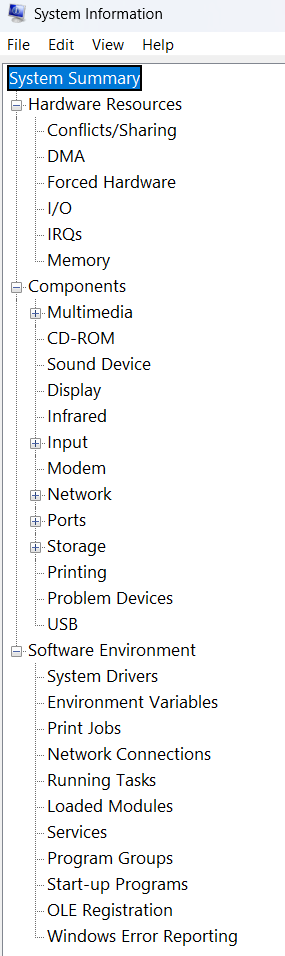 System Information
File Edit View Help
System Summary
Hardware Resources
Conflicts/Sharing
DMA
Forced Hardware
I/O
IRQs
Memory
Components
Multimedia
CD-ROM
Sound Device
Display
Infrared
Input
Modem
Network
Ports
Storage
Printing
Problem Devices
USB
Software Environment
System Drivers
Environment Variables
Print Jobs
Network Connections
Running Tasks
Loaded Modules
Services
Program Groups
Start-up Programs
OLE Registration
Windows Error Reporting